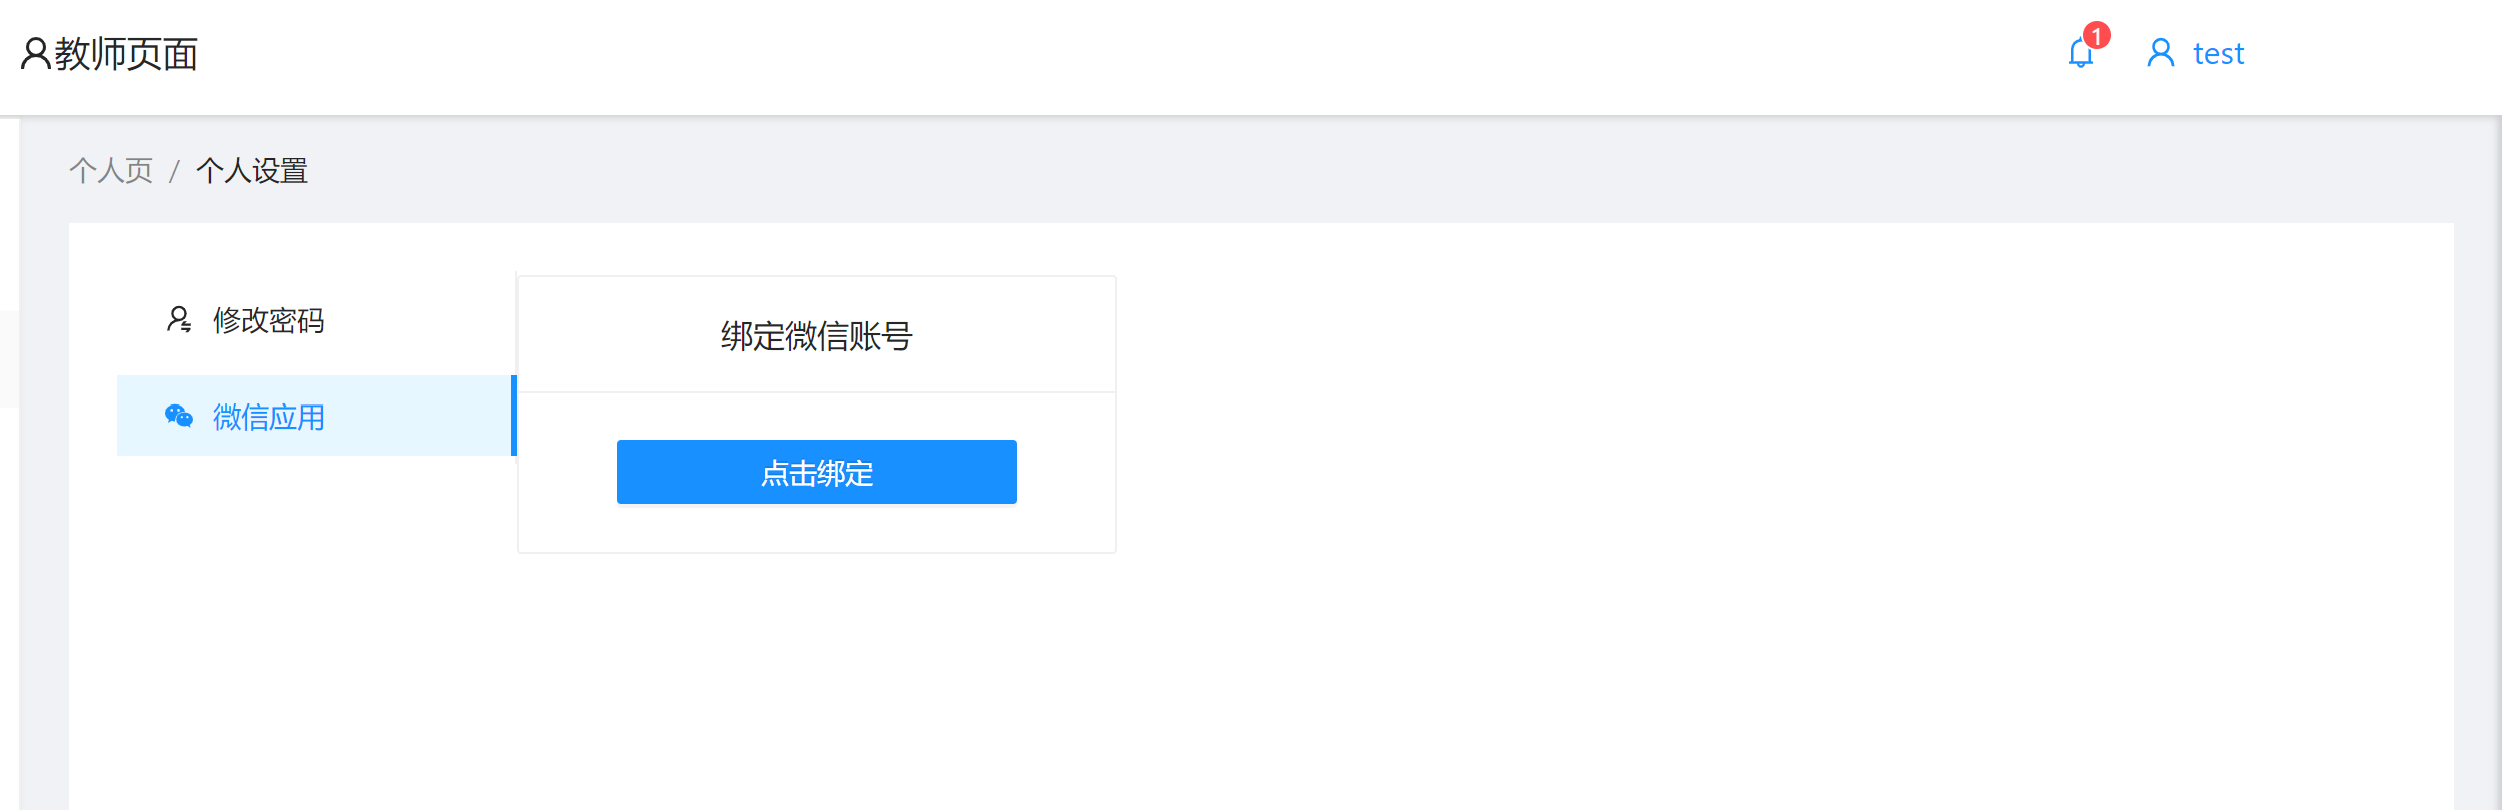 教师页面
1
test
个人页 / 个人设置
修改密码
微信应用
绑定微信账号
点击绑定